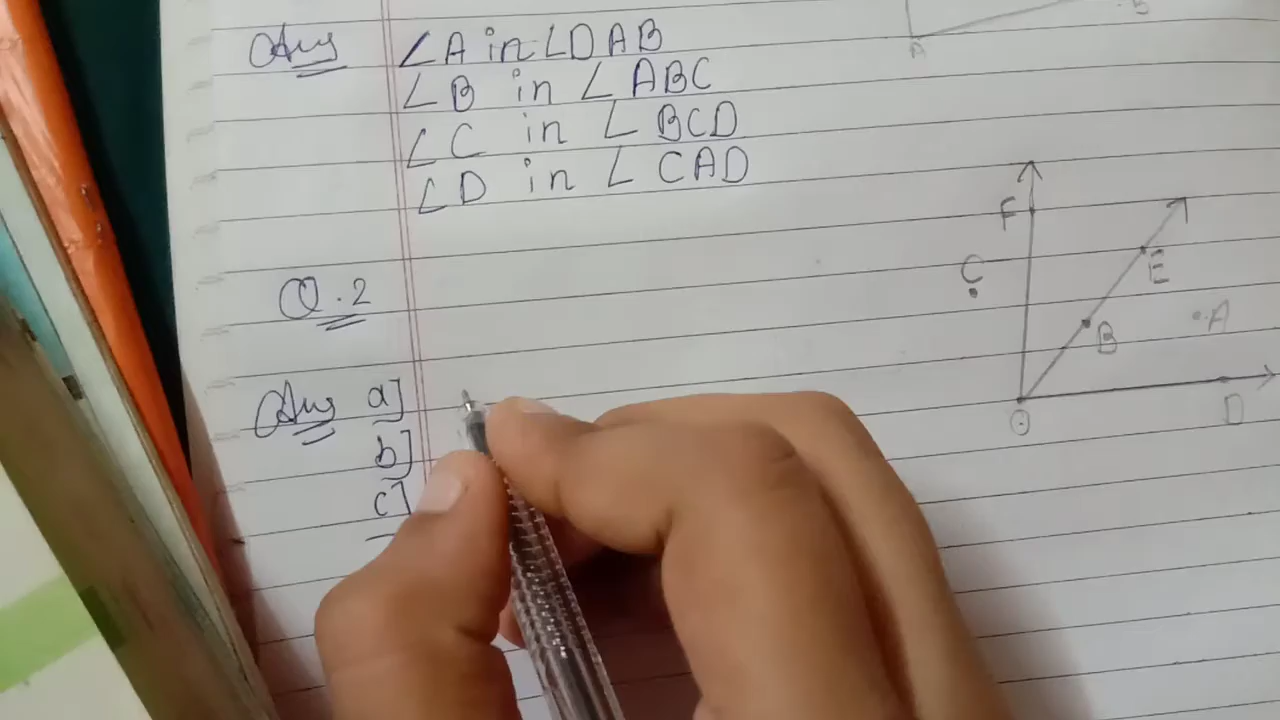 Ans ∠A in ∠DAB
∠B in ∠ABC
∠C in ∠BCD
∠D in ∠CAD
A
B
Q.2
Ans a]
b]
c]
F
C
E
B
A
O
D